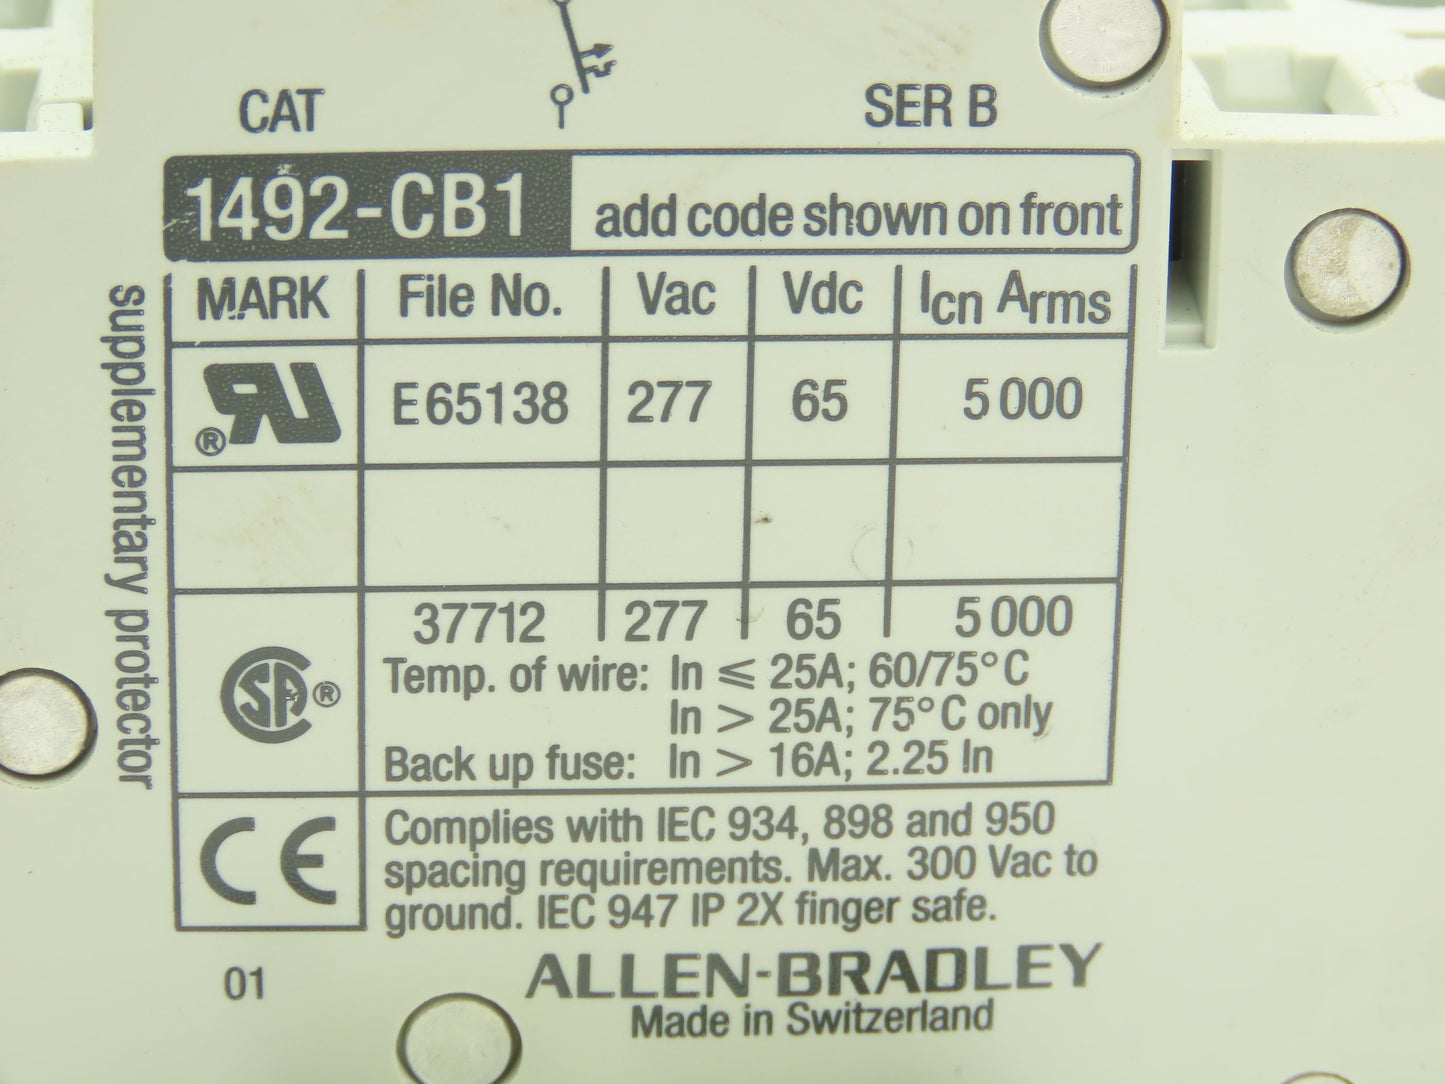 CAT SER B
1492-CB1 add code shown on front
MARK File No. Vac Vdc Icn Arms
RU® E65138 277 65 5 000
SA® 37712 277 65 5 000
Temp. of wire: In ≤ 25A; 60/75°C
In > 25A; 75°C only
Back up fuse: In > 16A; 2.25 In
CE Complies with IEC 934, 898 and 950
spacing requirements. Max. 300 Vac to
ground. IEC 947 IP 2X finger safe.
supplementary protector
01 ALLEN-BRADLEY
Made in Switzerland